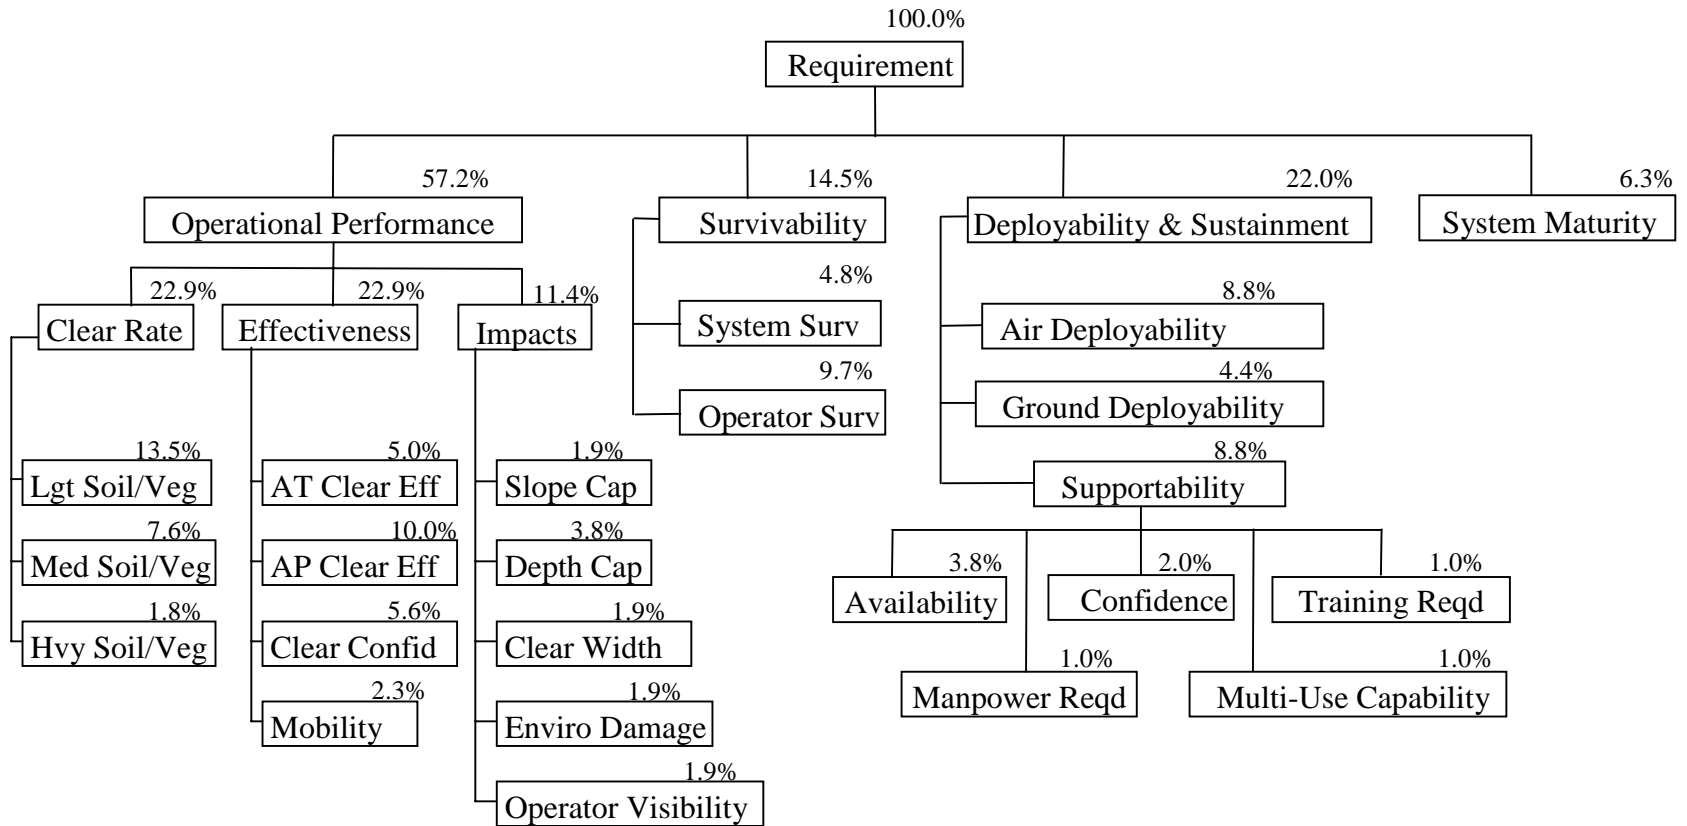 100.0%
Requirement
57.2%
Operational Performance
14.5%
Survivability
22.0%
Deployability & Sustainment
6.3%
System Maturity
22.9%
Clear Rate
22.9%
Effectiveness
11.4%
Impacts
4.8%
System Surv
9.7%
Operator Surv
8.8%
Air Deployability
4.4%
Ground Deployability
8.8%
Supportability
13.5%
Lgt Soil/Veg
7.6%
Med Soil/Veg
1.8%
Hvy Soil/Veg
5.0%
AT Clear Eff
10.0%
AP Clear Eff
5.6%
Clear Confid
2.3%
Mobility
1.9%
Slope Cap
3.8%
Depth Cap
1.9%
Clear Width
1.9%
Enviro Damage
1.9%
Operator Visibility
3.8%
Availability
2.0%
Confidence
1.0%
Training Reqd
1.0%
Manpower Reqd
1.0%
Multi-Use Capability